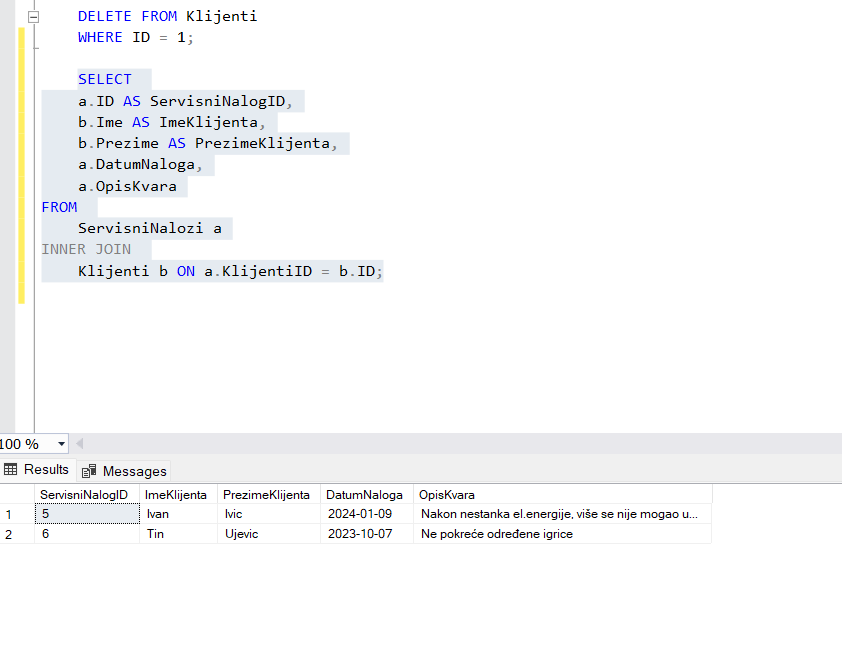 DELETE FROM Klijenti
WHERE ID = 1;
SELECT
a.ID AS ServisniNalogID,
b.Ime AS ImeKlijenta,
b.Prezime AS PrezimeKlijenta,
a.DatumNaloga,
a.OpisKvara
FROM
ServisniNalozi a
INNER JOIN
Klijenti b ON a.KlijentiID = b.ID;
100 %
Results Messages
ServisniNalogID ImeKlijenta PrezimeKlijenta DatumNaloga OpisKvara
1 5 Ivan Ivic 2024-01-09 Nakon nestanka el.energije, više se nije mogao u...
2 6 Tin Ujevic 2023-10-07 Ne pokreće određene igrice